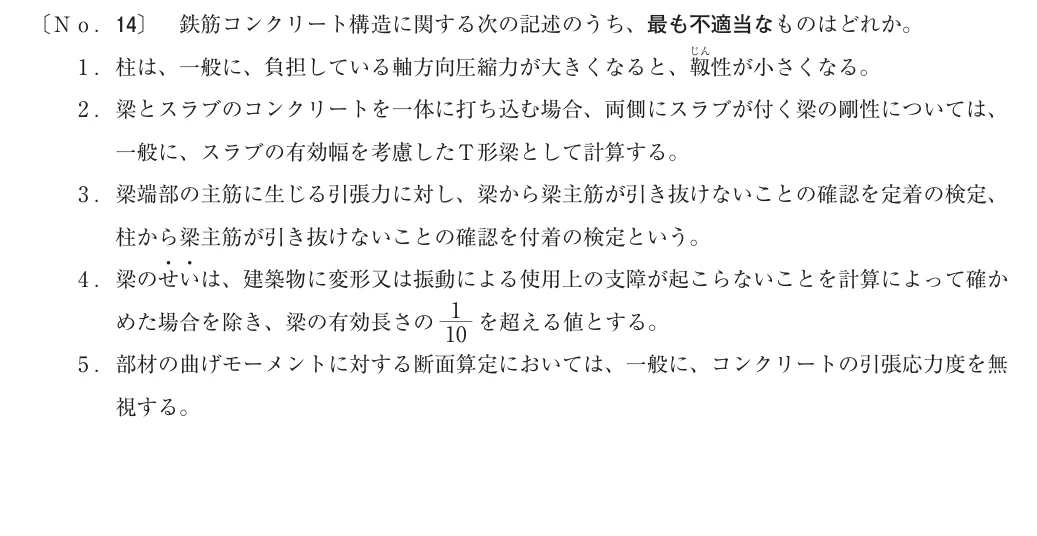 〔Ｎｏ．14〕　鉄筋コンクリート構造に関する次の記述のうち、最も不適当なものはどれか。
１．柱は、一般に、負担している軸方向圧縮力が大きくなると、靱じん性が小さくなる。
２．梁とスラブのコンクリートを一体に打ち込む場合、両側にスラブが付く梁の剛性については、
一般に、スラブの有効幅を考慮したＴ形梁として計算する。
３．梁端部の主筋に生じる引張力に対し、梁から梁主筋が引き抜けないことの確認を定着の検定、
柱から梁主筋が引き抜けないことの確認を付着の検定という。
４．梁のせいは、建築物に変形又は振動による使用上の支障が起こらないことを計算によって確か
めた場合を除き、梁の有効長さの 1/10 を超える値とする。
５．部材の曲げモーメントに対する断面算定においては、一般に、コンクリートの引張応力度を無
視する。